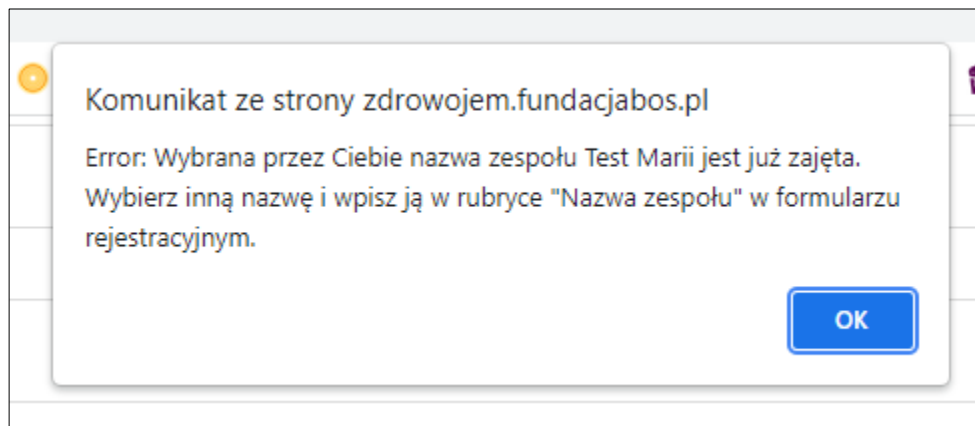 Komunikat ze strony zdrowojem.fundacjabos.pl
Error: Wybrana przez Ciebie nazwa zespołu Test Marii jest już zajęta.
Wybierz inną nazwę i wpisz ją w rubryce "Nazwa zespołu" w formularzu
rejestracyjnym.
OK